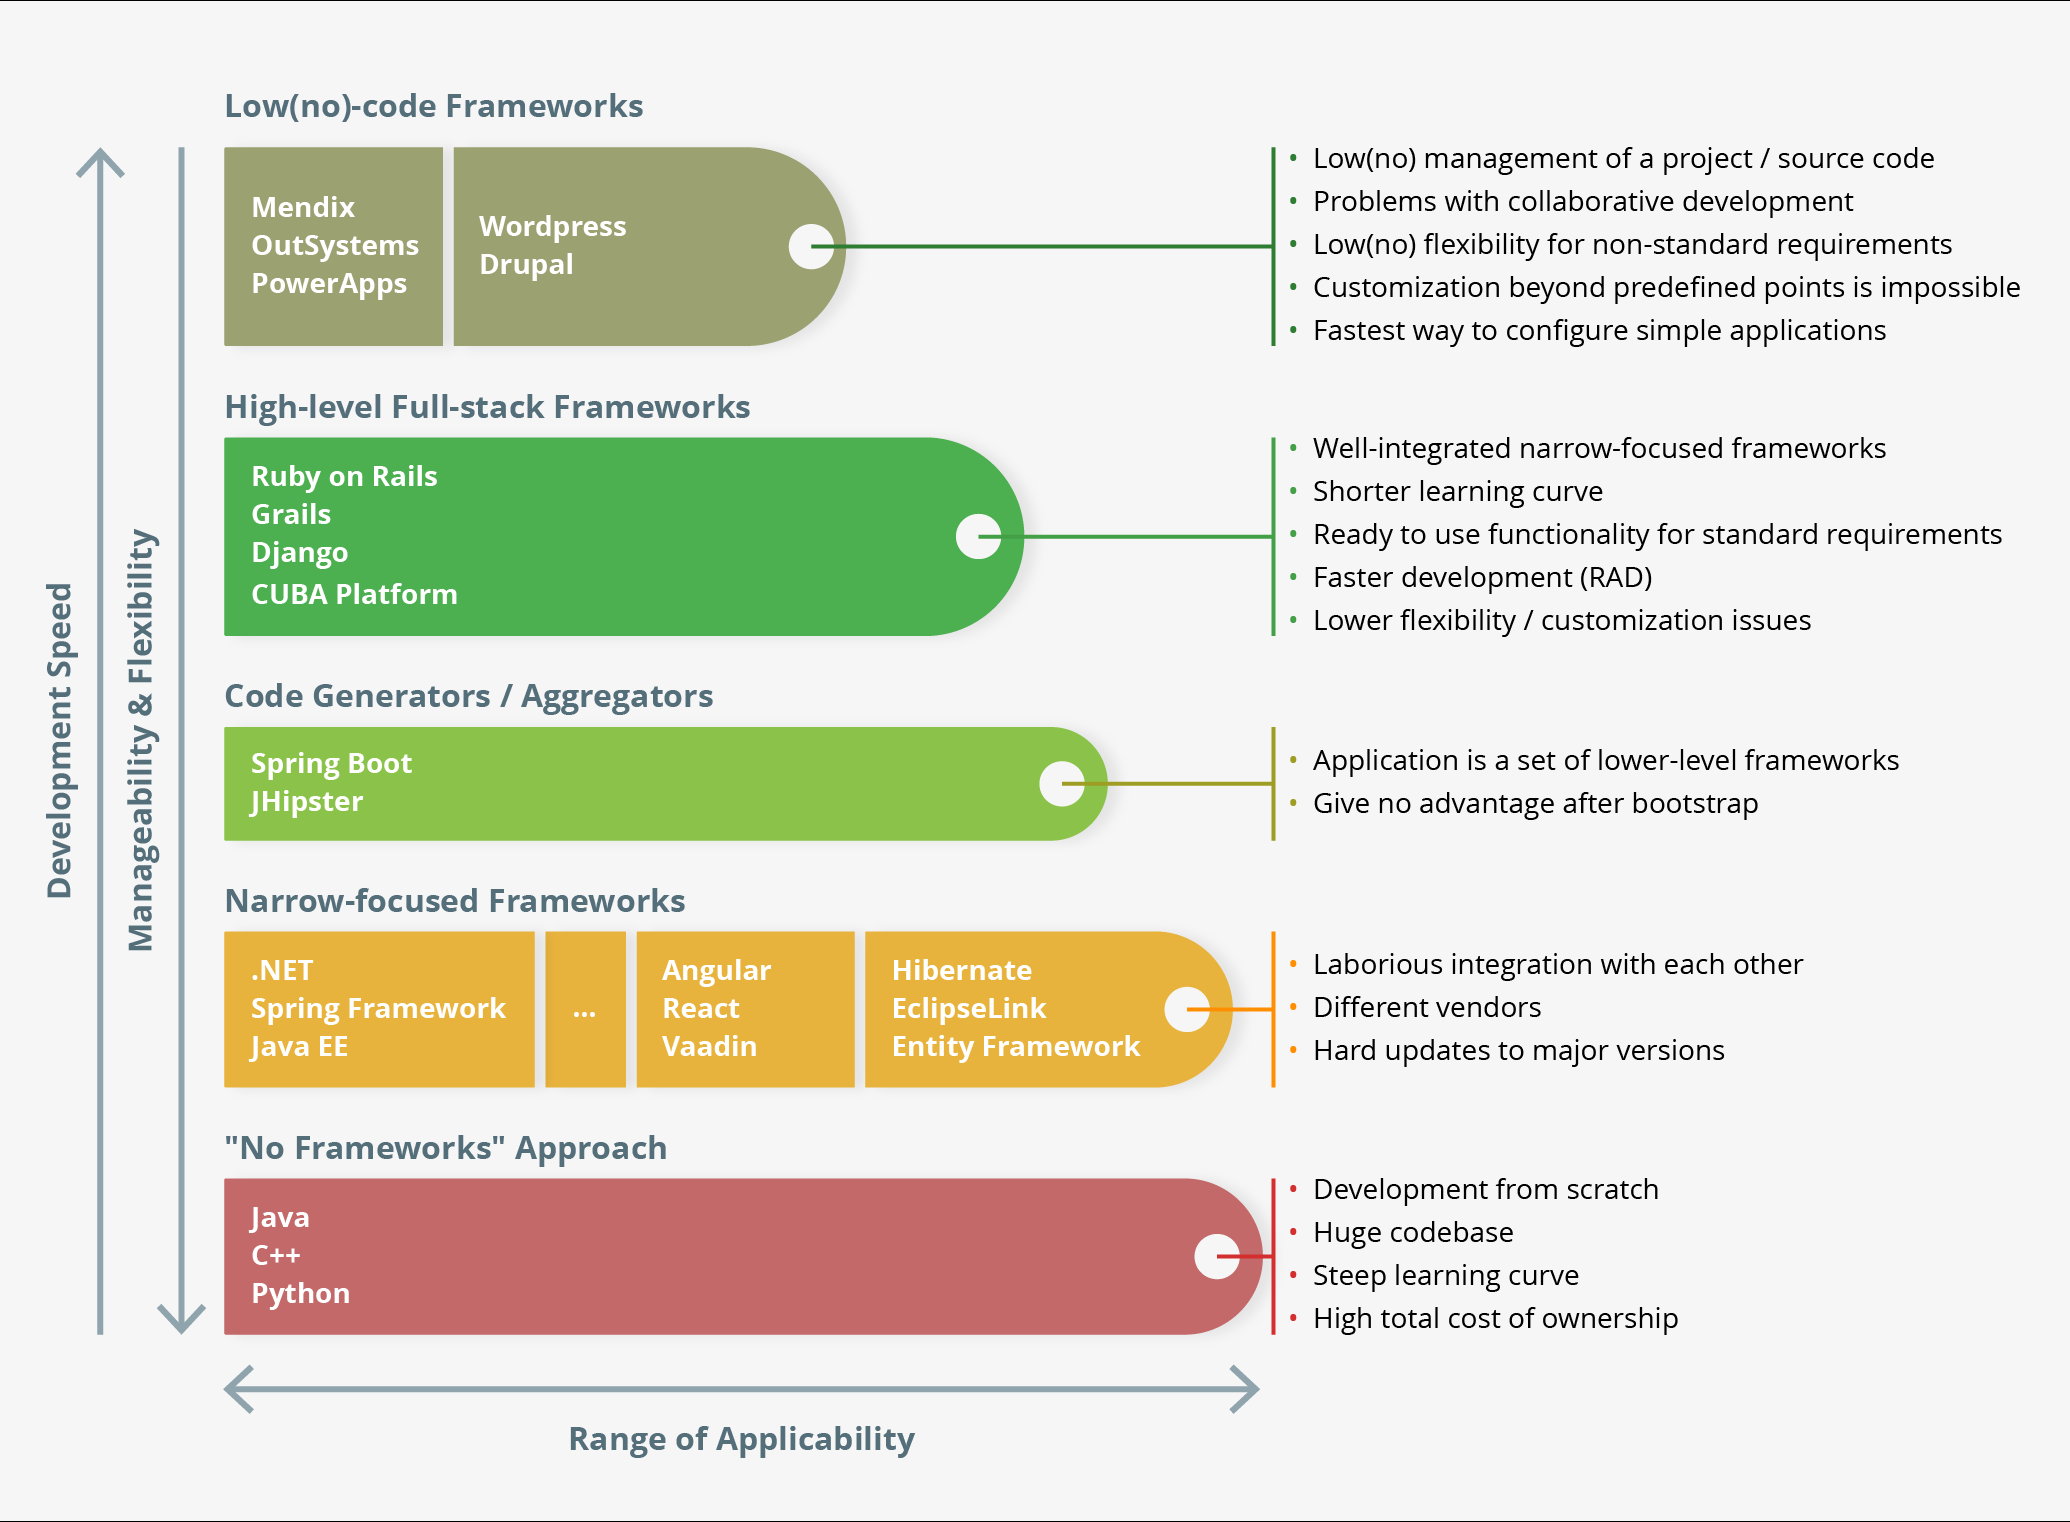 Low(no)-code Frameworks
Mendix
OutSystems
PowerApps
Wordpress
Drupal
• Low(no) management of a project / source code
• Problems with collaborative development
• Low(no) flexibility for non-standard requirements
• Customization beyond predefined points is impossible
• Fastest way to configure simple applications
High-level Full-stack Frameworks
Ruby on Rails
Grails
Django
CUBA Platform
• Well-integrated narrow-focused frameworks
• Shorter learning curve
• Ready to use functionality for standard requirements
• Faster development (RAD)
• Lower flexibility / customization issues
Code Generators / Aggregators
Spring Boot
JHipster
• Application is a set of lower-level frameworks
• Give no advantage after bootstrap
Narrow-focused Frameworks
.NET
Spring Framework
Java EE
...
Angular
React
Vaadin
Hibernate
EclipseLink
Entity Framework
• Laborious integration with each other
• Different vendors
• Hard updates to major versions
"No Frameworks" Approach
Java
C++
Python
• Development from scratch
• Huge codebase
• Steep learning curve
• High total cost of ownership
Development Speed
Manageability & Flexibility
Range of Applicability